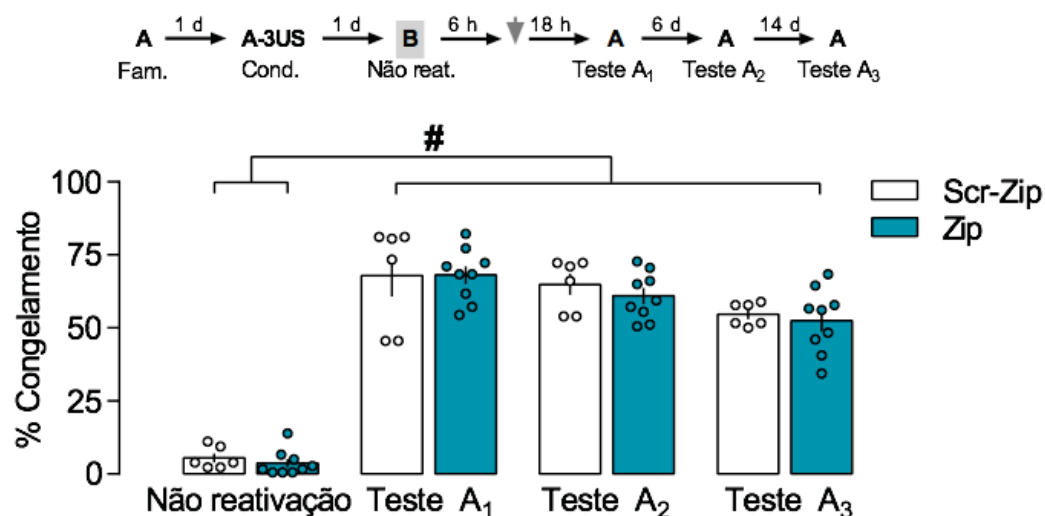 1 d 1 d 6 h 18 h 6 d 14 d
A A-3US B A A A
Fam. Cond. Não reat. Teste A₁ Teste A₂ Teste A₃
#
% Congelamento
100
75
50
25
0
Scr-Zip
Zip
Não reativação Teste A₁ Teste A₂ Teste A₃